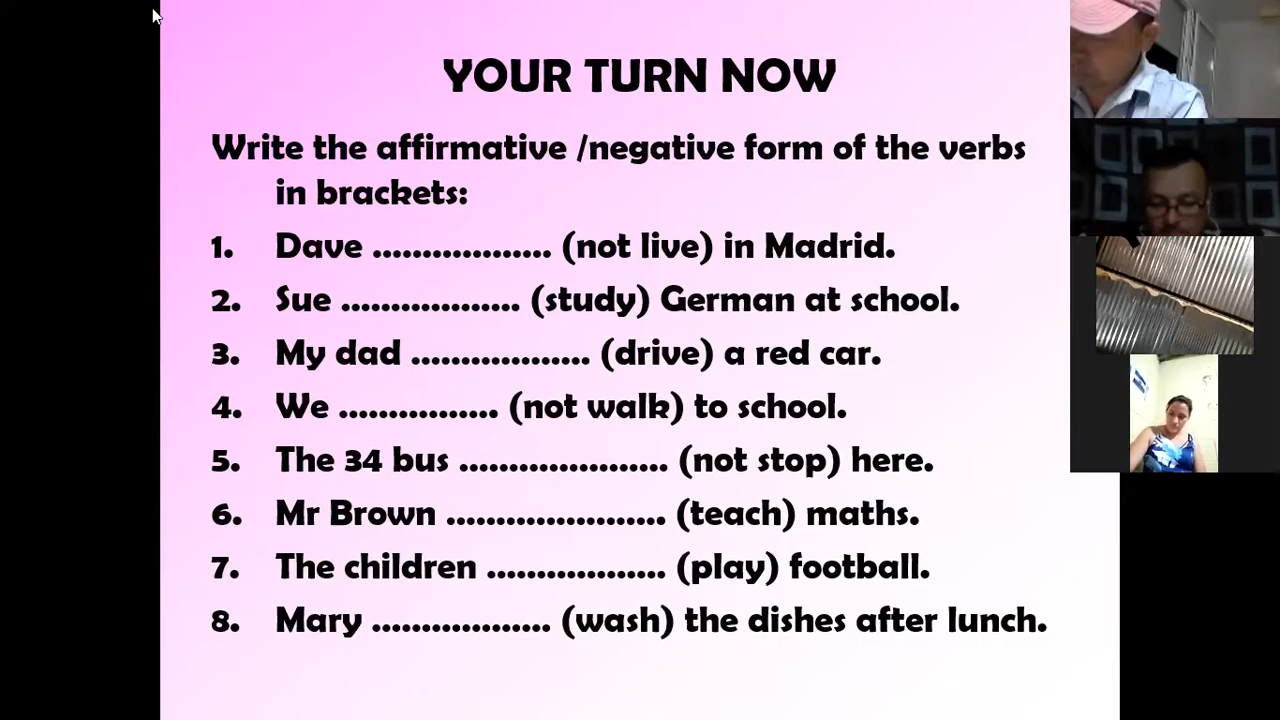 YOUR TURN NOW
Write the affirmative /negative form of the verbs
in brackets:
1. Dave .................. (not live) in Madrid.
2. Sue .................. (study) German at school.
3. My dad .................. (drive) a red car.
4. We ................ (not walk) to school.
5. The 34 bus ..................... (not stop) here.
6. Mr Brown ...................... (teach) maths.
7. The children .................. (play) football.
8. Mary .................. (wash) the dishes after lunch.